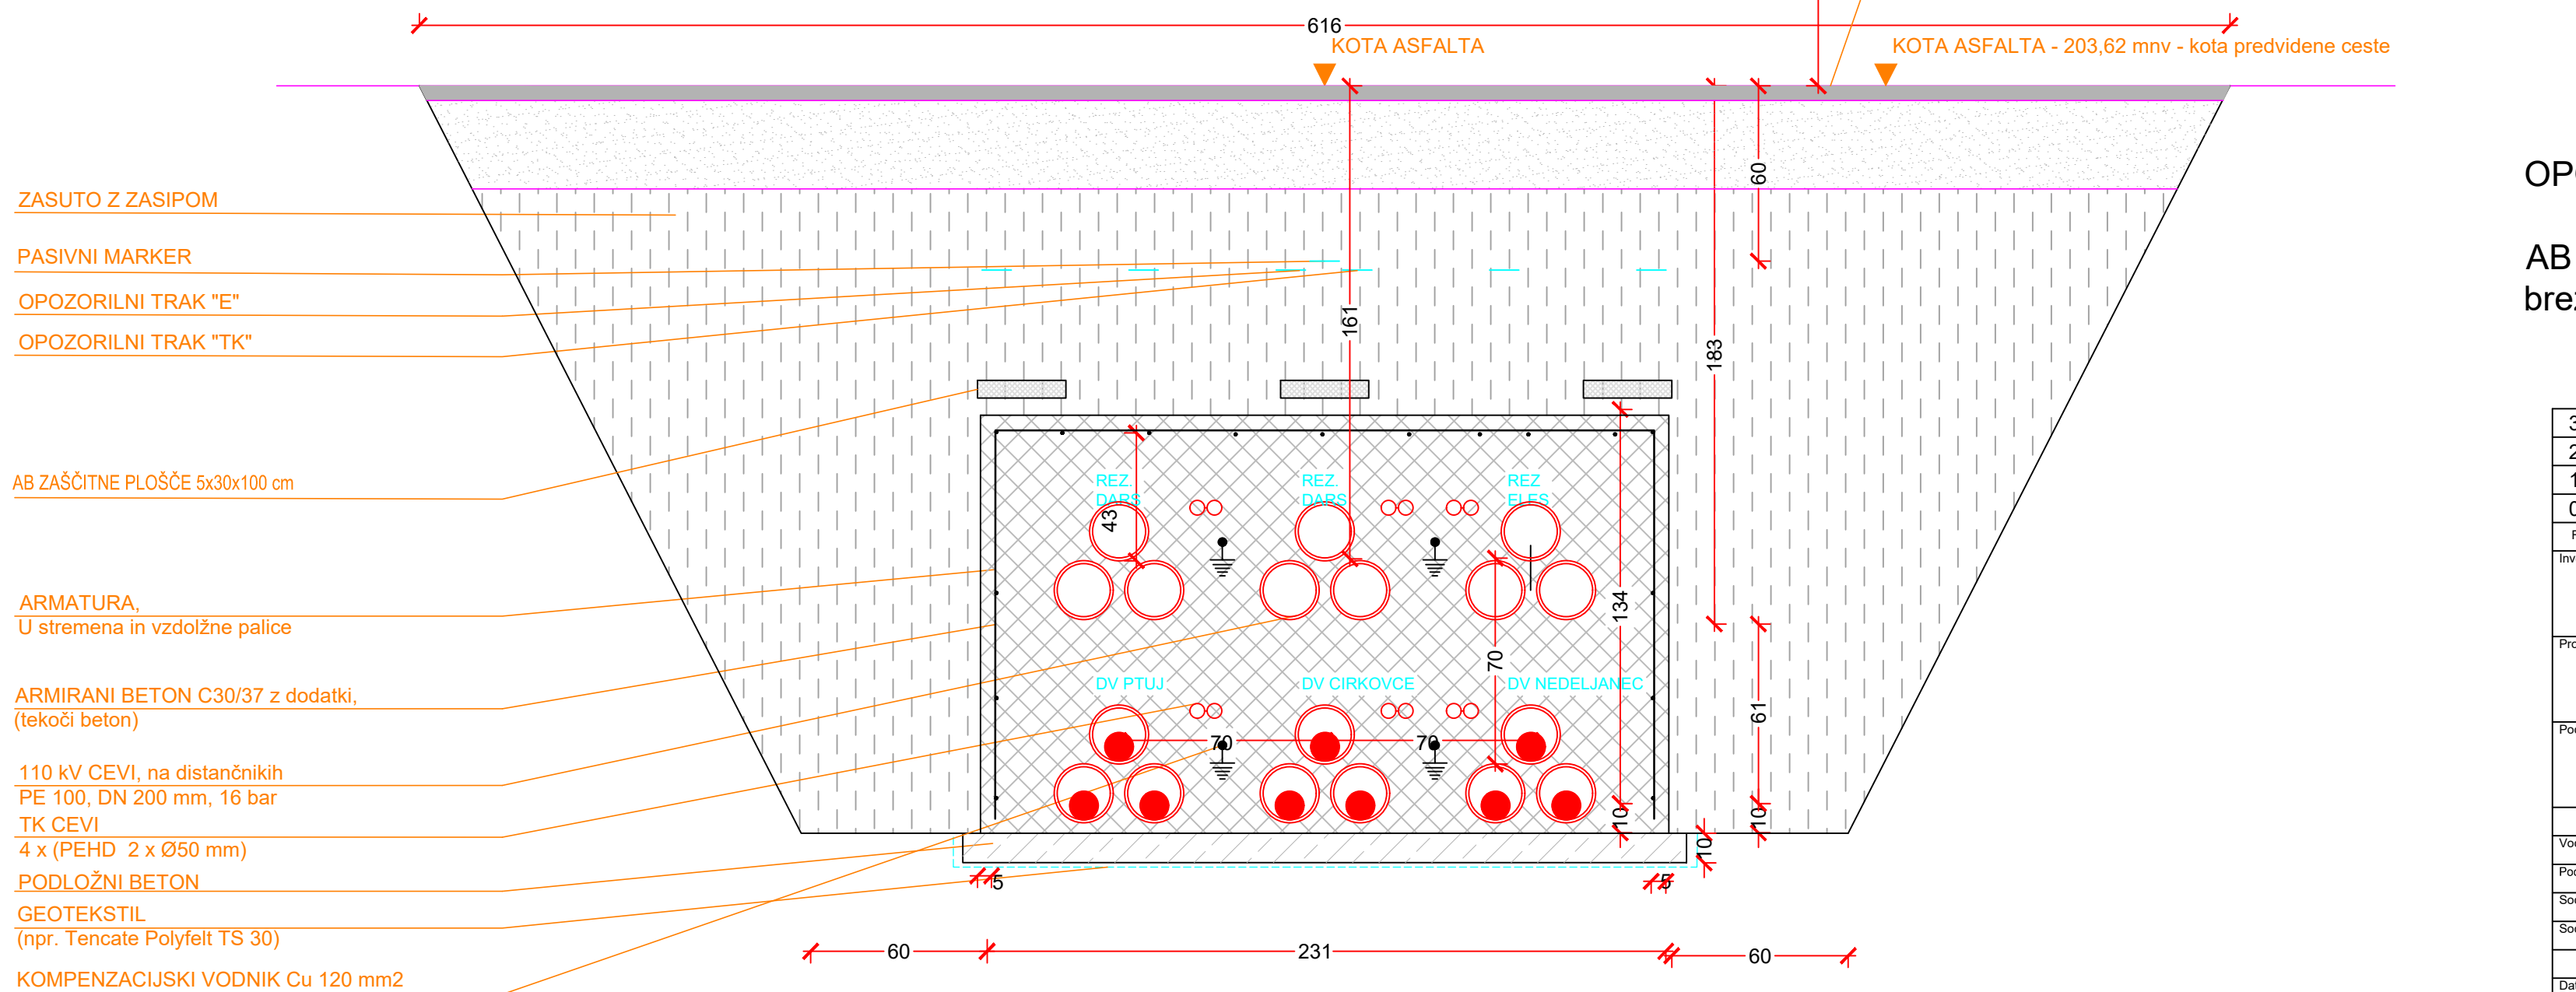 616
KOTA ASFALTA
KOTA ASFALTA - 203,62 mnv - kota predvidene ceste
ZASUTO Z ZASIPOM
PASIVNI MARKER
OPOZORILNI TRAK "E"
OPOZORILNI TRAK "TK"
AB ZAŠČITNE PLOŠČE 5x30x100 cm
ARMATURA,
U stremena in vzdolžne palice
ARMIRANI BETON C30/37 z dodatki,
(tekoči beton)
110 kV CEVI, na distančnikih
PE 100, DN 200 mm, 16 bar
TK CEVI
4 x (PEHD 2 x Ø50 mm)
PODLOŽNI BETON
GEOTEKSTIL
(npr. Tencate Polyfelt TS 30)
KOMPENZACIJSKI VODNIK Cu 120 mm2
60
161
183
REZ.
DARS
REZ.
DARS
REZ
ELES
43
134
70
DV PTUJ
DV CIRKOVCE
DV NEDELJANEC
70
70
61
10
10
10
5
5
60
231
60
AB
3
2
1
0